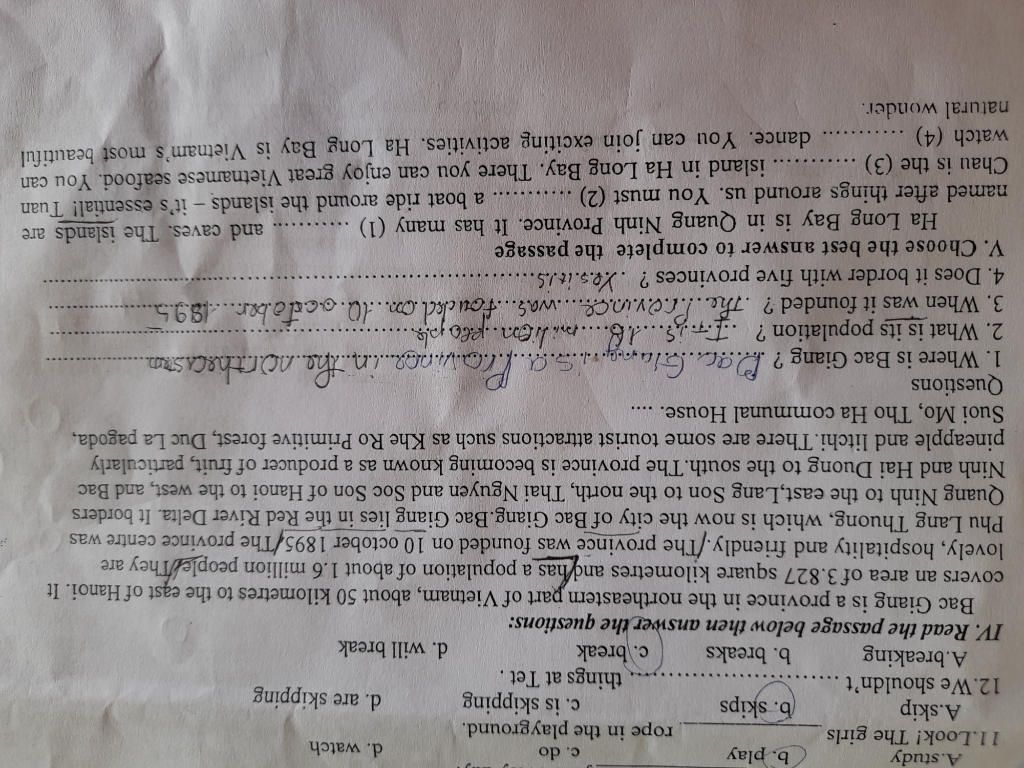 A.study b. play c. do d. watch
11.Look! The girls ____________ rope in the playground.
A.skip b. skips c. is skipping d. are skipping
12.We shouldn't .................................... things at Tet .
A.breaking b. breaks c. break d. will break
IV. Read the passage below then answer the questions:
Bac Giang is a province in the northeastern part of Vietnam, about 50 kilometres to the east of Hanoi. It
covers an area of 3.827 square kilometres and has a population of about 1.6 million people. They are
lovely, hospitality and friendly. The province was founded on 10 october 1895. The province centre was
Phu Lang Thuong, which is now the city of Bac Giang.Bac Giang lies in the Red River Delta. It borders
Quang Ninh to the east,Lang Son to the north, Thai Nguyen and Soc Son of Hanoi to the west, and Bac
Ninh and Hai Duong to the south.The province is becoming known as a producer of fruit, particularly
pineapple and litchi.There are some tourist attractions such as Khe Ro Primitive forest, Duc La pagoda,
Suoi Mo, Tho Ha communal House. ....
Questions
1. Where is Bac Giang ? Bac Giang is a Province in the northeastern
2. What is its population ? It is 1.6 million people
3. When was it founded ? the Province was found on 10 october 1895
4. Does it border with five provinces ? Yes it is
V. Choose the best answer to complete the passage
Ha Long Bay is in Quang Ninh Province. It has many (1) ........... and caves. The islands are
named after things around us. You must (2) ........... a boat ride around the islands – it's essential! Tuan
Chau is the (3) ........... island in Ha Long Bay. There you can enjoy great Vietnamese seafood. You can
watch (4) ........... dance. You can join exciting activities. Ha Long Bay is Vietnam's most beautiful
natural wonder.